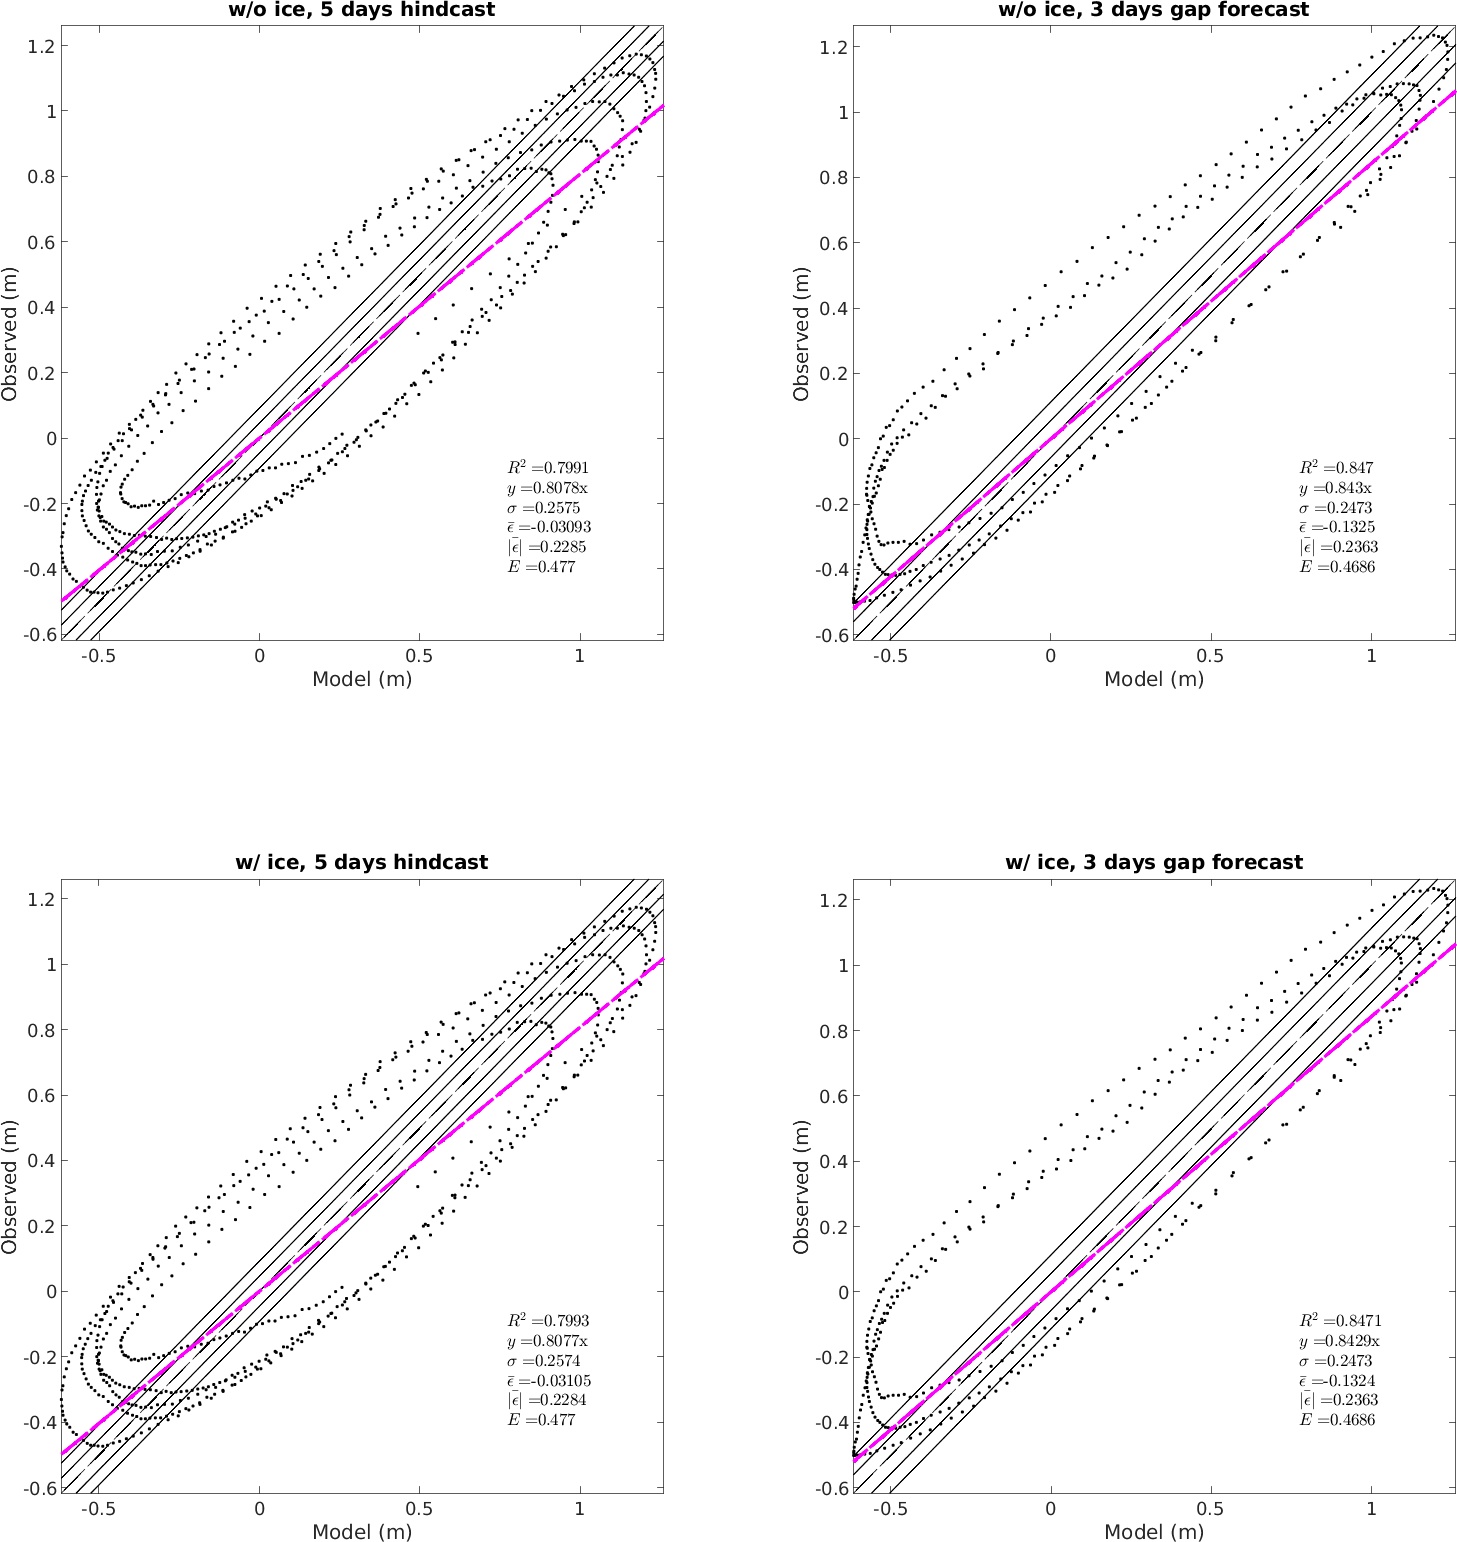 w/o ice, 5 days hindcast
1.2
1
0.8
0.6
0.4
0.2
0
-0.2
-0.4
-0.6
Observed (m)
R² =0.7991
y =0.8078x
σ =0.2575
ε̄ =-0.03093
|ε̄| =0.2285
E =0.477
-0.5 0 0.5 1
Model (m)
w/o ice, 3 days gap forecast
1.2
1
0.8
0.6
0.4
0.2
0
-0.2
-0.4
-0.6
Observed (m)
R² =0.847
y =0.843x
σ =0.2473
ε̄ =-0.1325
|ε̄| =0.2363
E =0.4686
-0.5 0 0.5 1
Model (m)
w/ ice, 5 days hindcast
1.2
1
0.8
0.6
0.4
0.2
0
-0.2
-0.4
-0.6
Observed (m)
R² =0.7993
y =0.8077x
σ =0.2574
ε̄ =-0.03105
|ε̄| =0.2284
E =0.477
-0.5 0 0.5 1
Model (m)
w/ ice, 3 days gap forecast
1.2
1
0.8
0.6
0.4
0.2
0
-0.2
-0.4
-0.6
Observed (m)
R² =0.8471
y =0.8429x
σ =0.2473
ε̄ =-0.1324
|ε̄| =0.2363
E =0.4686
-0.5 0 0.5 1
Model (m)